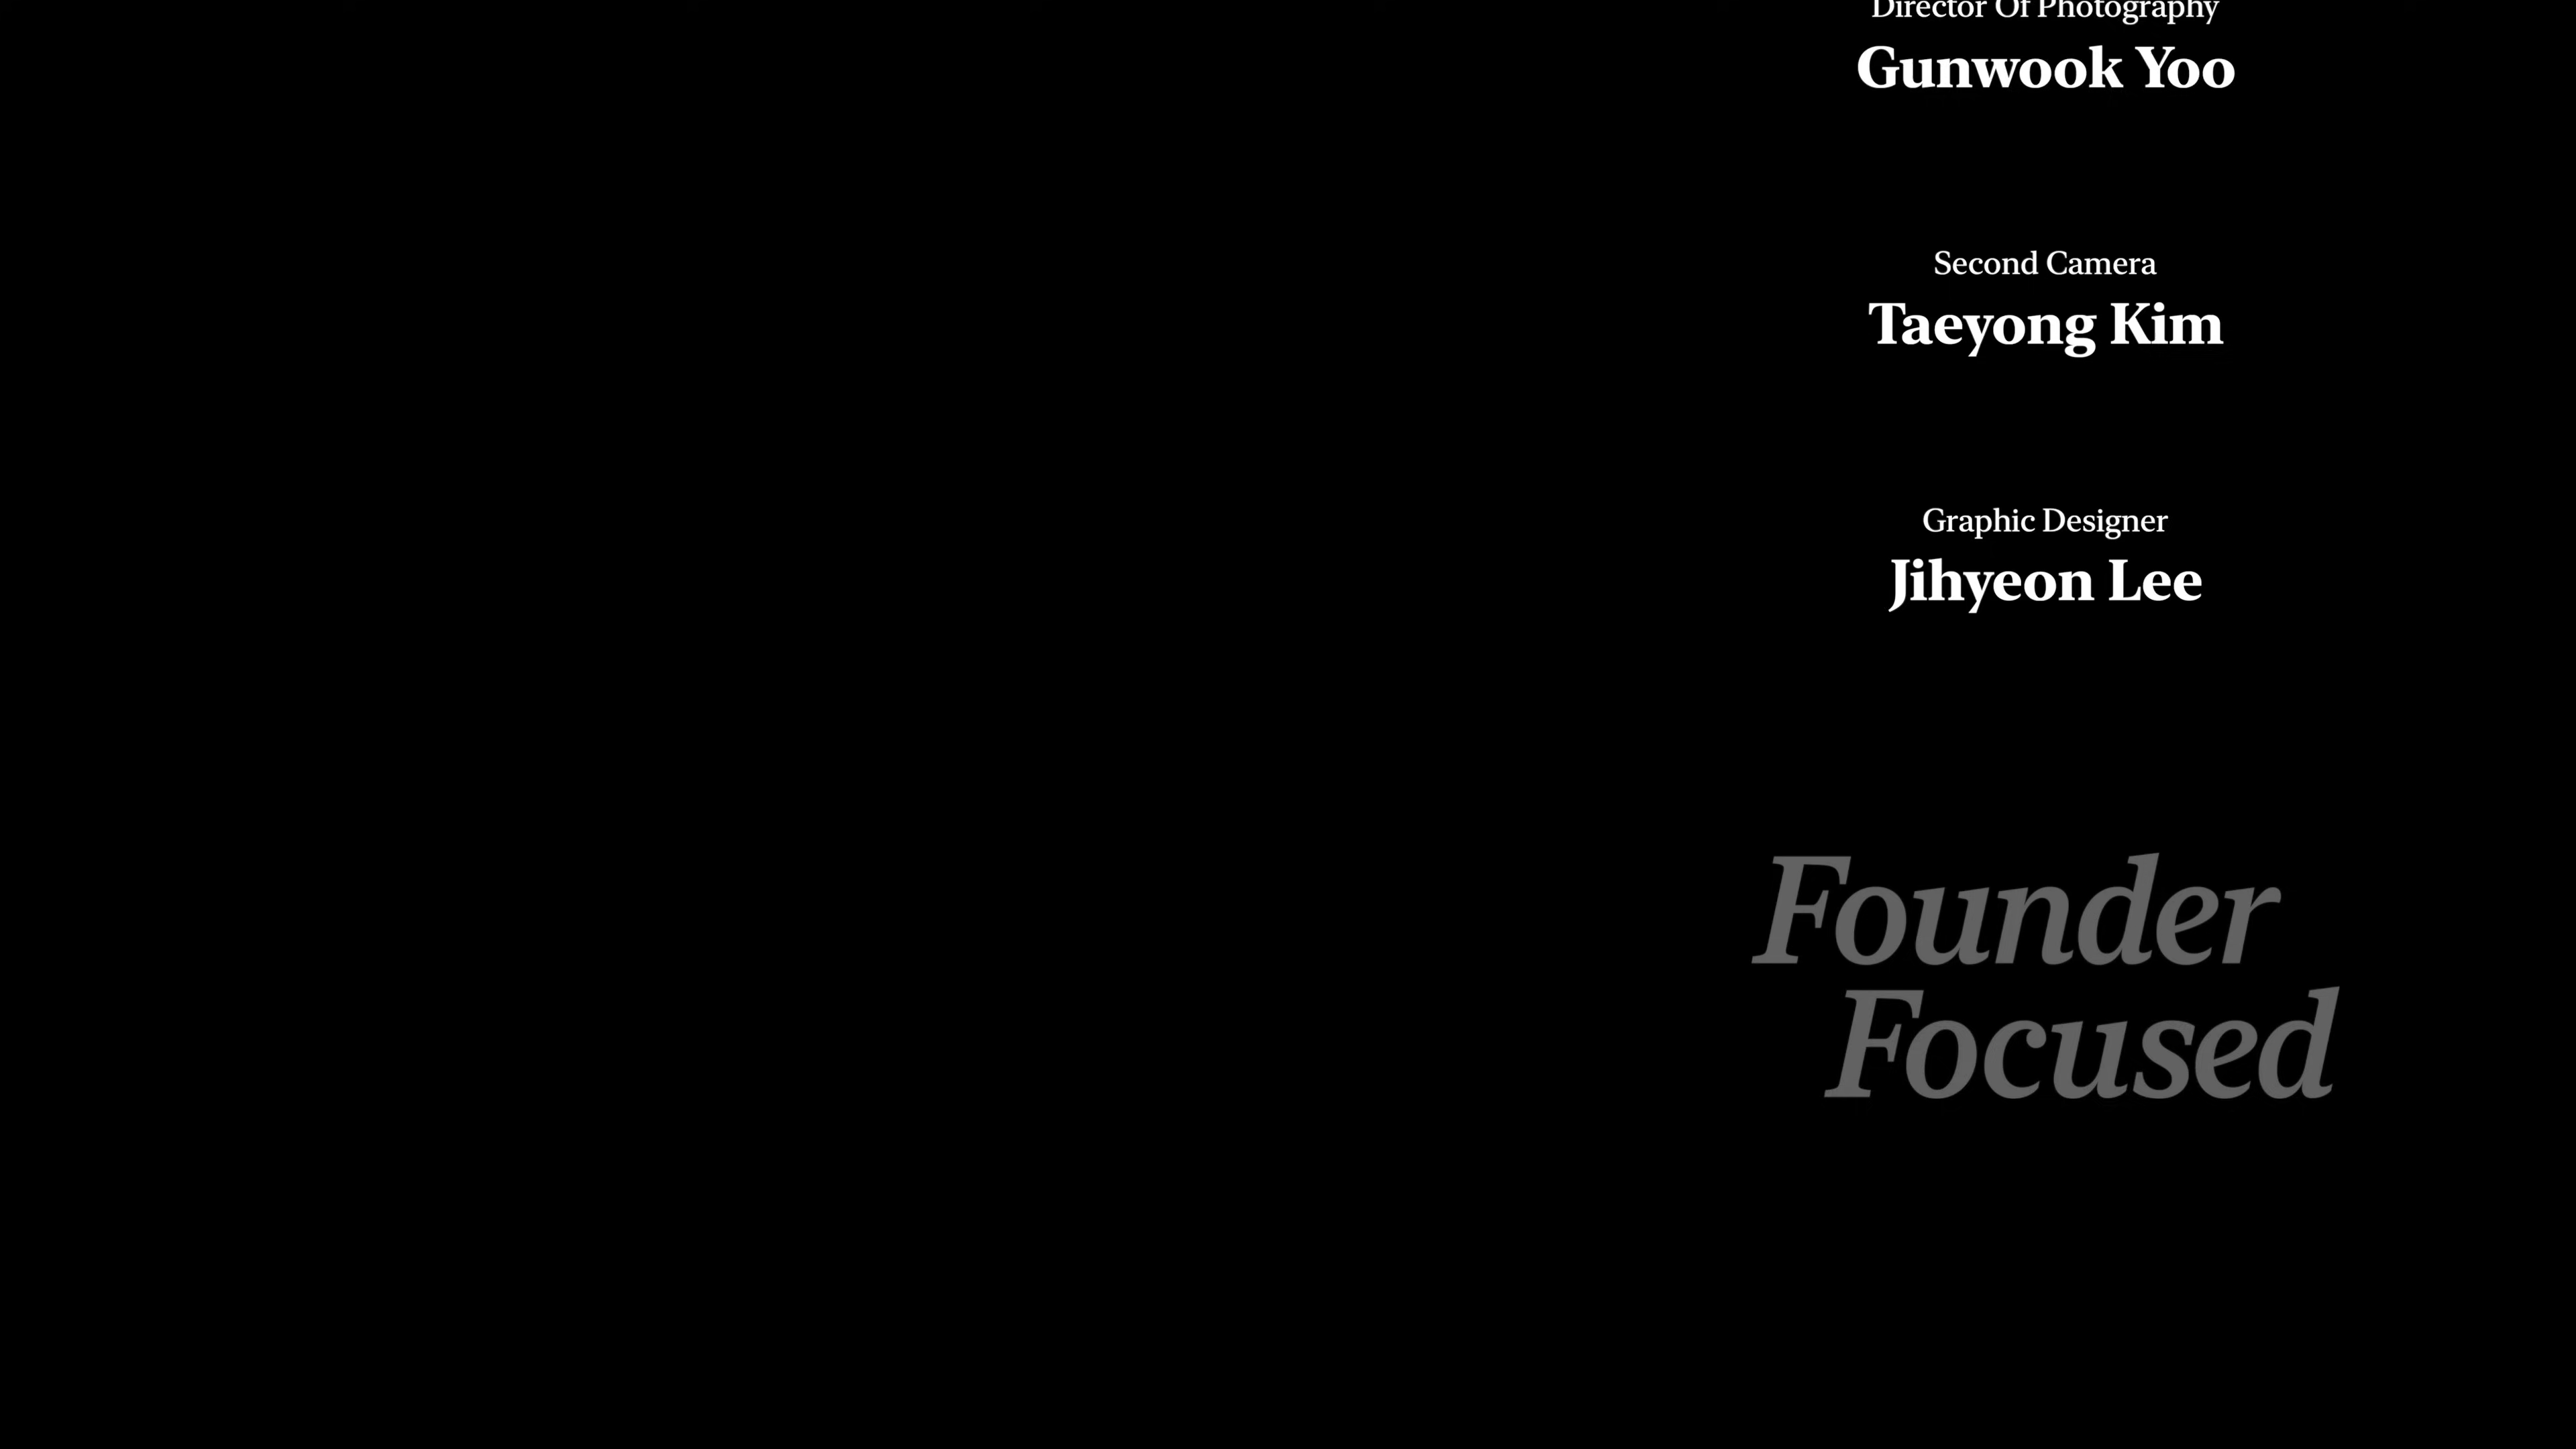 Director Of Photography
Gunwook Yoo
Second Camera
Taeyong Kim
Graphic Designer
Jihyeon Lee
Founder
Focused